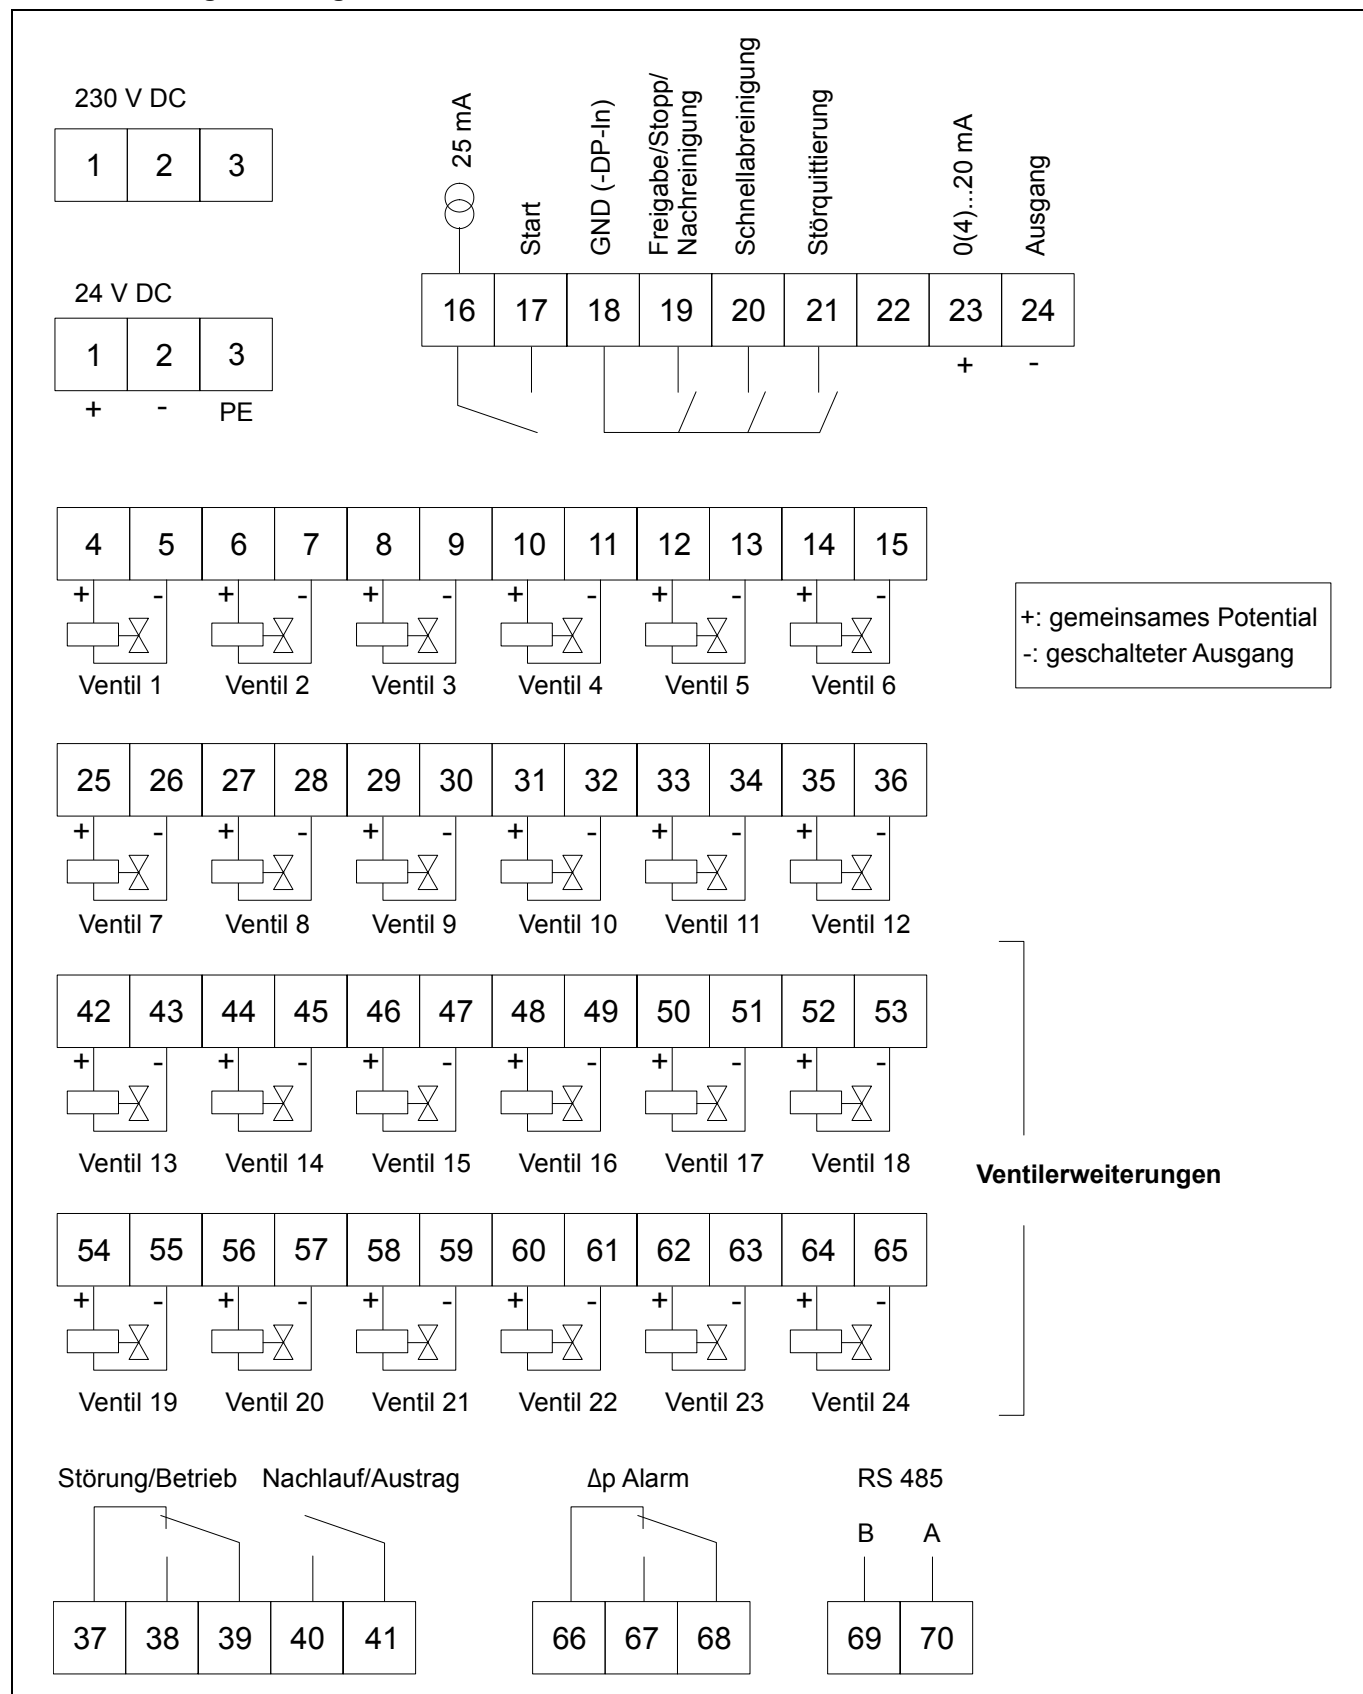 230 V DC
1 2 3
24 V DC
1 2 3
+ - PE
25 mA
Start
GND (-DP-In)
Freigabe/Stopp/
Nachreinigung
Schnellabreinigung
Störquittierung
0(4)...20 mA
Ausgang
16 17 18 19 20 21 22 23 24
+ -
4 5 6 7 8 9 10 11 12 13 14 15
+ - + - + - + - + - + -
Ventil 1 Ventil 2 Ventil 3 Ventil 4 Ventil 5 Ventil 6
+: gemeinsames Potential
-: geschalteter Ausgang
25 26 27 28 29 30 31 32 33 34 35 36
+ - + - + - + - + - + -
Ventil 7 Ventil 8 Ventil 9 Ventil 10 Ventil 11 Ventil 12
42 43 44 45 46 47 48 49 50 51 52 53
+ - + - + - + - + - + -
Ventil 13 Ventil 14 Ventil 15 Ventil 16 Ventil 17 Ventil 18
Ventilerweiterungen
54 55 56 57 58 59 60 61 62 63 64 65
+ - + - + - + - + - + -
Ventil 19 Ventil 20 Ventil 21 Ventil 22 Ventil 23 Ventil 24
Störung/Betrieb Nachlauf/Austrag
37 38 39 40 41
Δp Alarm
66 67 68
RS 485
B A
69 70